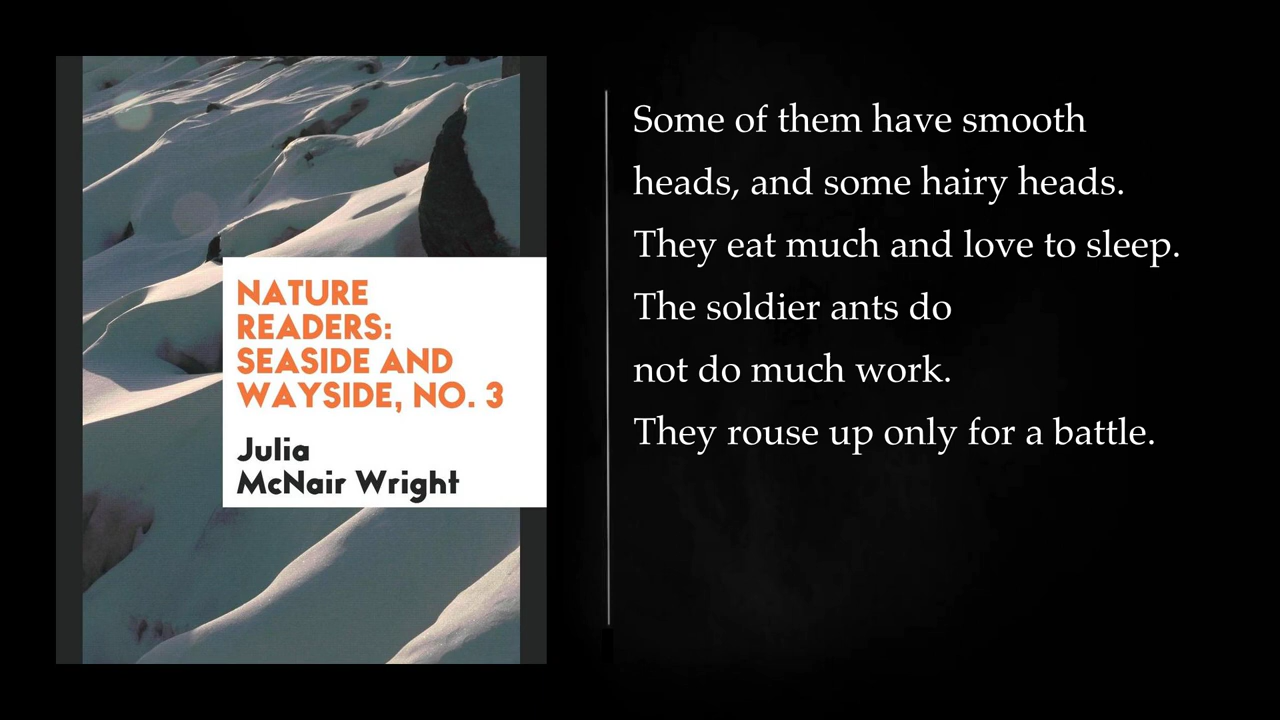 NATURE
READERS:
SEASIDE AND
WAYSIDE, NO. 3
Julia
McNair Wright
Some of them have smooth
heads, and some hairy heads.
They eat much and love to sleep.
The soldier ants do
not do much work.
They rouse up only for a battle.